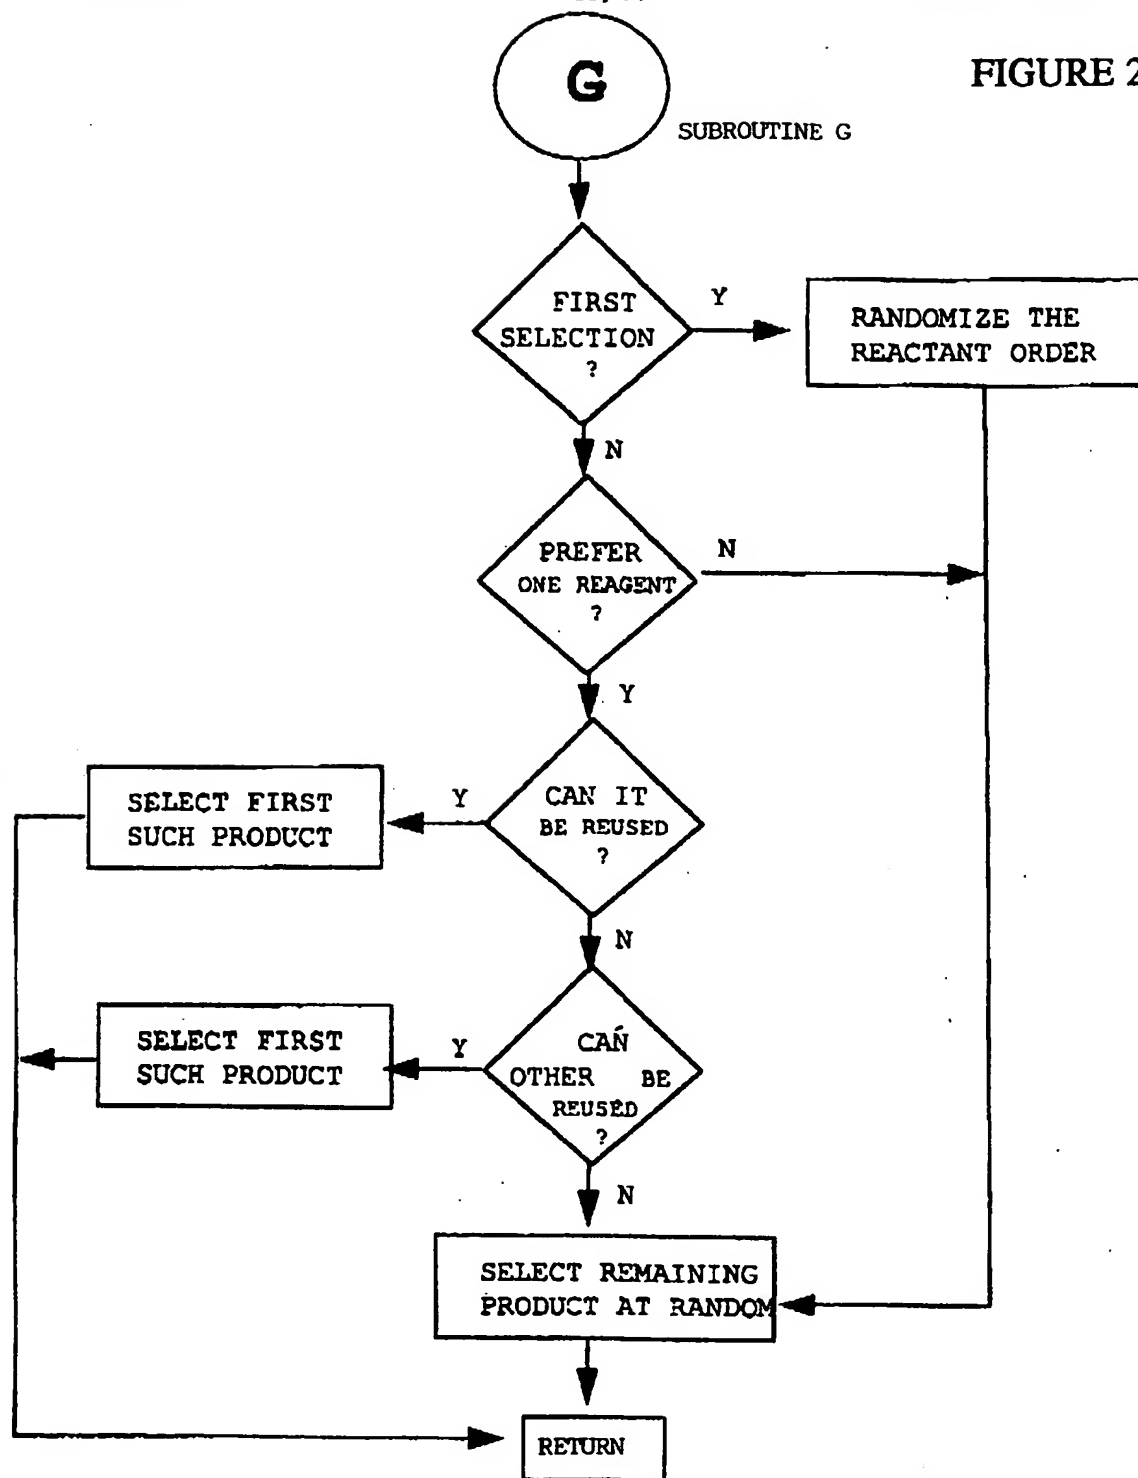 G
FIGURE 2
SUBROUTINE G
FIRST
SELECTION
?
Y
RANDOMIZE THE
REACTANT ORDER
N
PREFER
ONE REAGENT
?
N
Y
CAN IT
BE REUSED
?
Y
SELECT FIRST
SUCH PRODUCT
N
CAN
OTHER BE
REUSED
?
Y
SELECT FIRST
SUCH PRODUCT
N
SELECT REMAINING
PRODUCT AT RANDOM
RETURN